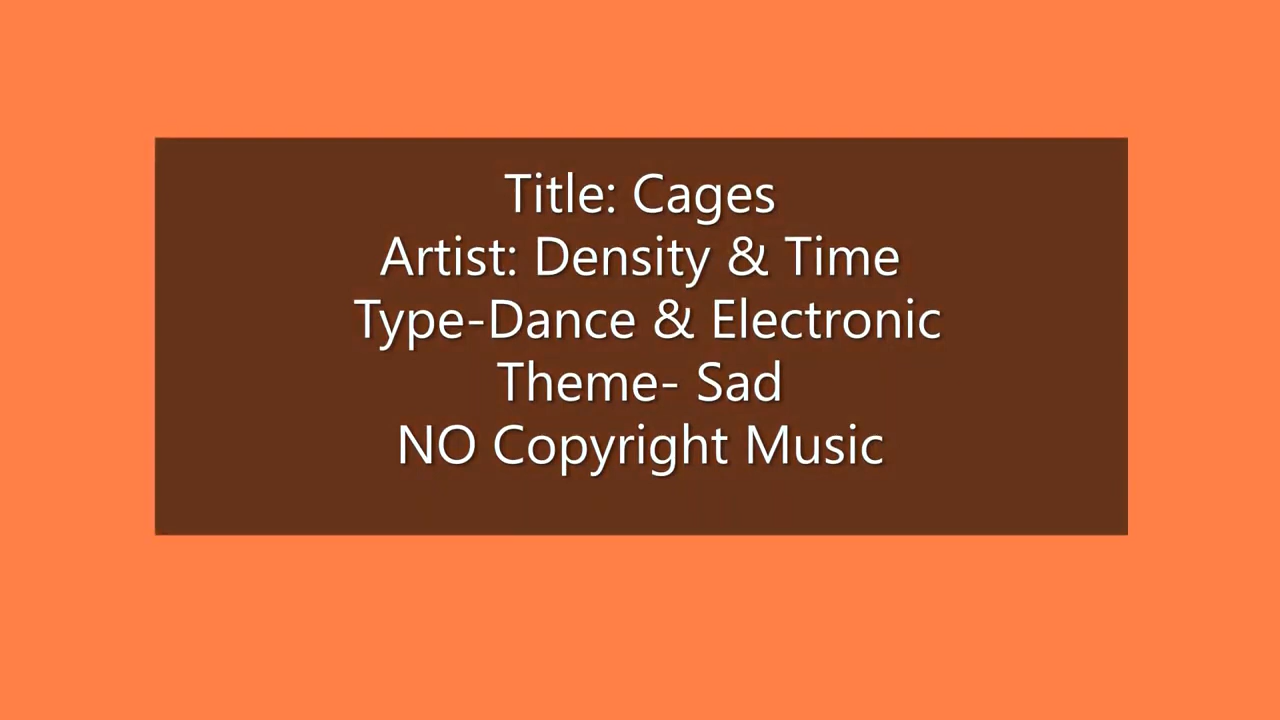 Title: Cages
Artist: Density & Time
Type-Dance & Electronic
Theme- Sad
NO Copyright Music